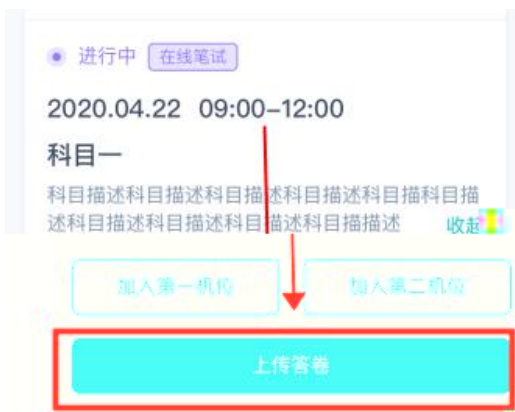 进行中 在线笔试
2020.04.22 09:00-12:00
科目一
科目描述科目描述科目描述科目描述科目描科目描
述科目描述科目描述科目描述科目描描述 收起
加入第一机位 加入第二机位
上传答卷